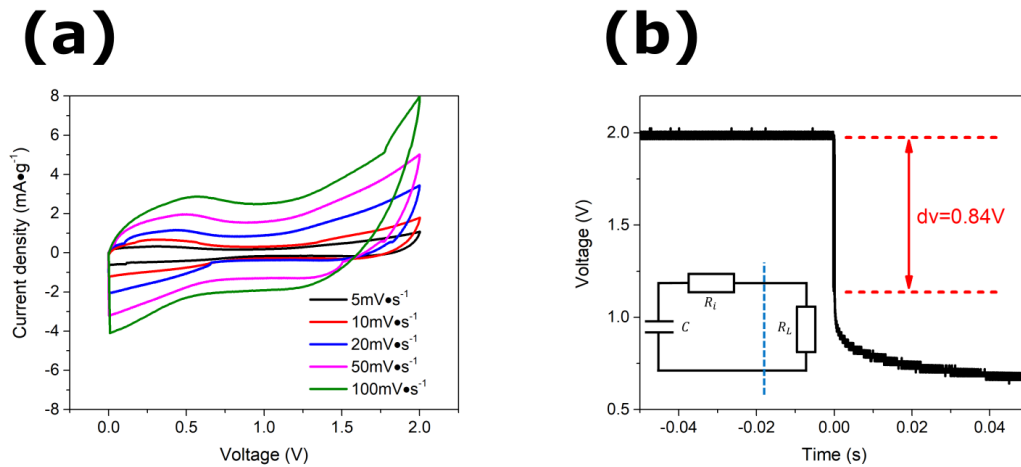 (a)
8
6
4
2
0
-2
-4
-6
-8
Current density (mA●g-1)
0.0 0.5 1.0 1.5 2.0
Voltage (V)
5mV●s-1
10mV●s-1
20mV●s-1
50mV●s-1
100mV●s-1
(b)
2.0
1.5
1.0
0.5
Voltage (V)
dv=0.84V
Ri
C
RL
-0.04 -0.02 0.00 0.02 0.04
Time (s)